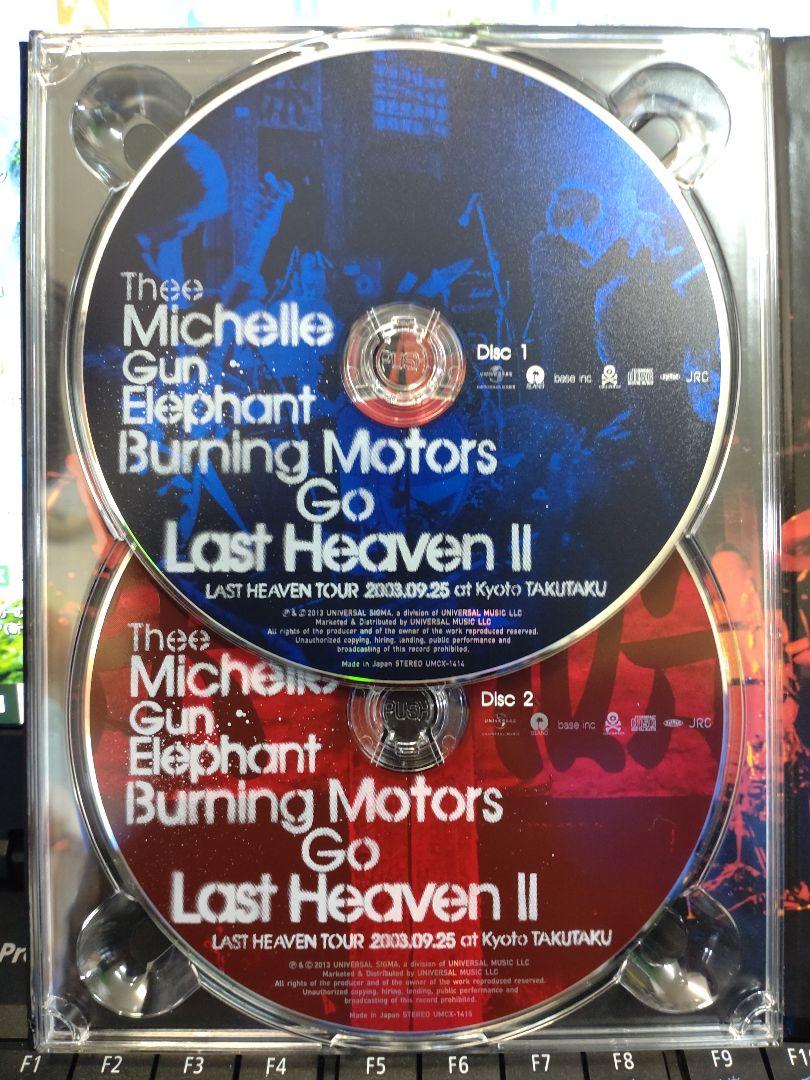 Thee
Michelle
Gun
Elephant
Burning Motors
Go
Last Heaven II
LAST HEAVEN TOUR 2003.09.25 at Kyoto TAKUTAKU
PUSH
Disc 1
ISLAND
base inc
JRC
℗ & © 2013 UNIVERSAL SIGMA, a division of UNIVERSAL MUSIC LLC
Marketed & Distributed by UNIVERSAL MUSIC LLC
All rights of the producer and of the owner of the work reproduced reserved.
Unauthorized copying, hiring, lending, public performance and
broadcasting of this record prohibited.
Made in Japan STEREO UMCX-1414
Thee
Michelle
Gun
Elephant
Burning Motors
Go
Last Heaven II
LAST HEAVEN TOUR 2003.09.25 at Kyoto TAKUTAKU
PUSH
Disc 2
UNIVERSAL
ISLAND
base inc
JRC
℗ & © 2013 UNIVERSAL SIGMA, a division of UNIVERSAL MUSIC LLC
Marketed & Distributed by UNIVERSAL MUSIC LLC
All rights of the producer and of the owner of the work reproduced reserved.
Unauthorized copying, hiring, lending, public performance and
broadcasting of this record prohibited.
Made in Japan STEREO UMCX-1415
F1 F2 F3 F4 F5 F6 F7 F8 F9